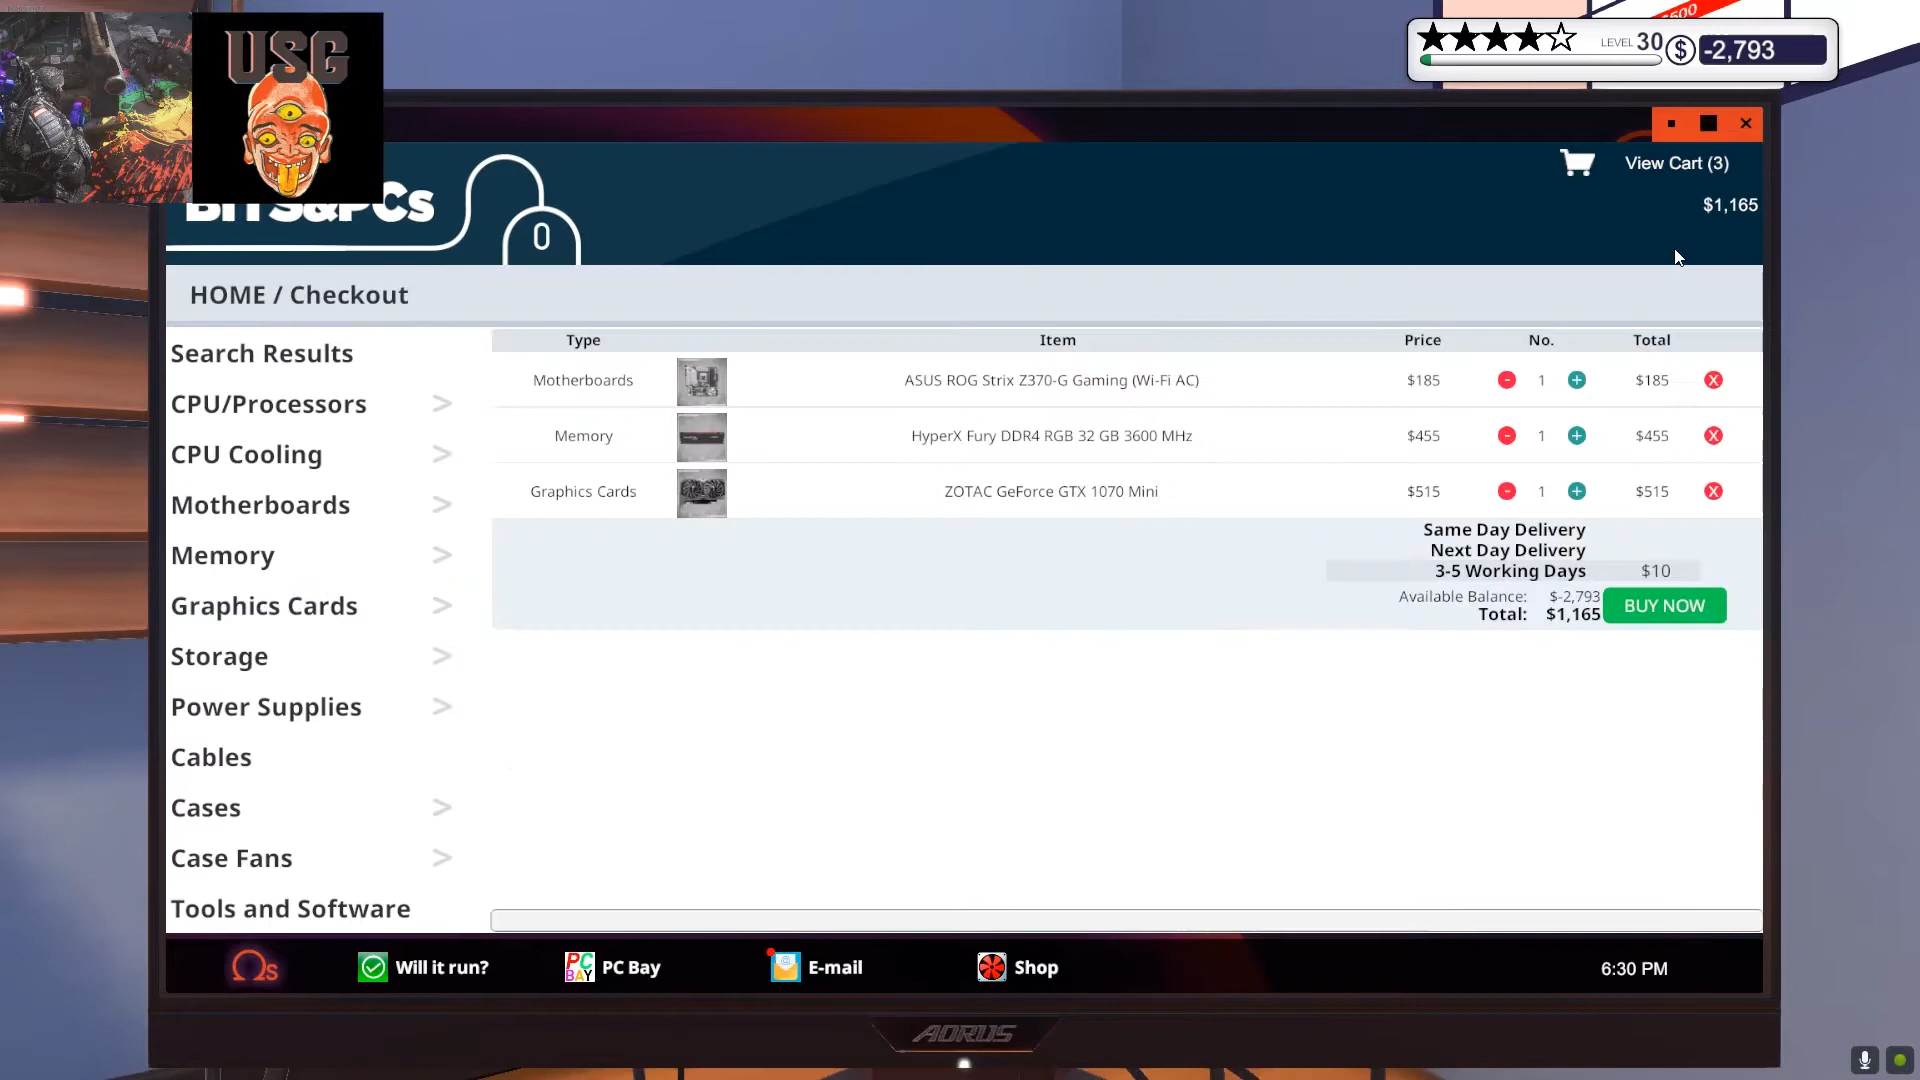 USG
LEVEL 30 $ -2,793
BITS&PCs
View Cart (3)
$1,165
HOME / Checkout
Search Results
CPU/Processors >
CPU Cooling >
Motherboards >
Memory >
Graphics Cards >
Storage >
Power Supplies >
Cables
Cases >
Case Fans >
Tools and Software
Type Item Price No. Total
Motherboards ASUS ROG Strix Z370-G Gaming (Wi-Fi AC) $185 - 1 + $185 X
Memory HyperX Fury DDR4 RGB 32 GB 3600 MHz $455 - 1 + $455 X
Graphics Cards ZOTAC GeForce GTX 1070 Mini $515 - 1 + $515 X
Same Day Delivery
Next Day Delivery
3-5 Working Days $10
Available Balance: $-2,793
Total: $1,165
BUY NOW
Ωs Will it run? PC BAY PC Bay E-mail Shop 6:30 PM
AORUS